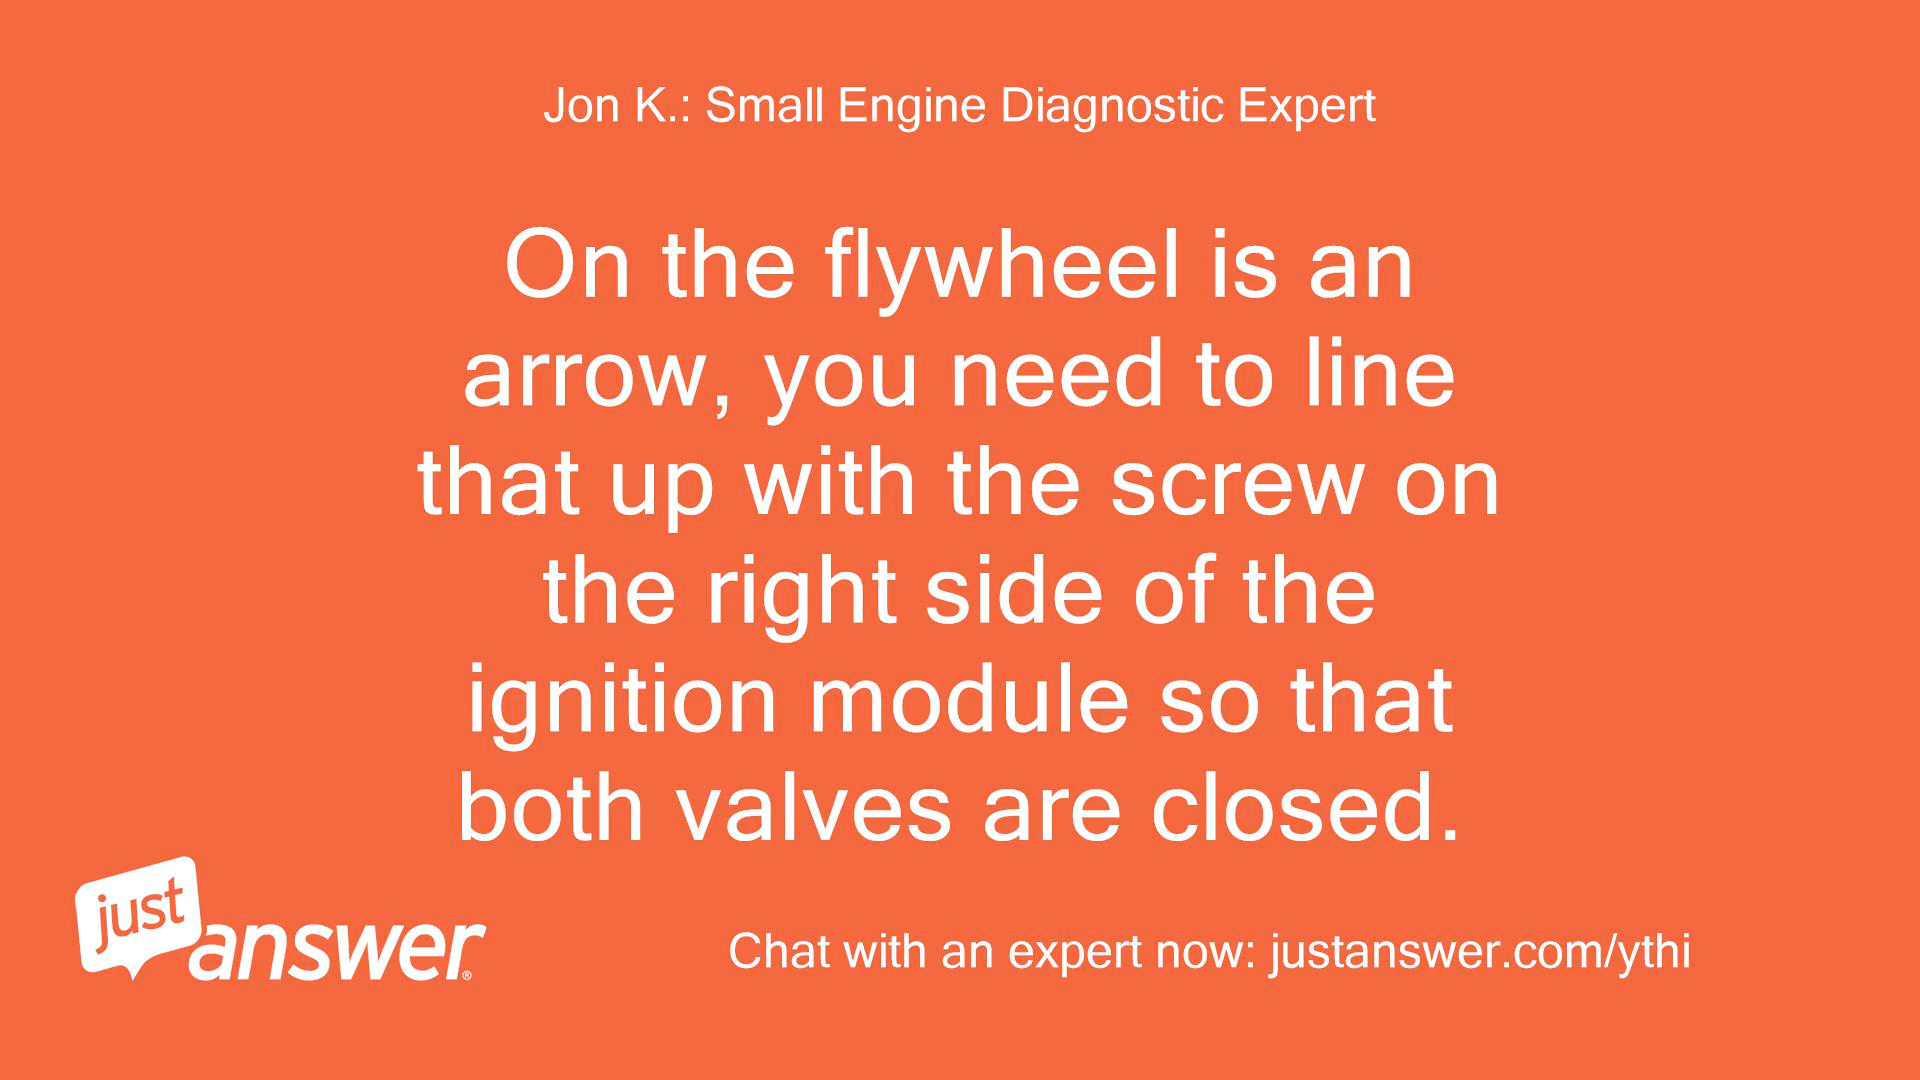 Jon K.: Small Engine Diagnostic Expert
On the flywheel is an
arrow, you need to line
that up with the screw on
the right side of the
ignition module so that
both valves are closed.
just
answer®
Chat with an expert now: justanswer.com/ythi